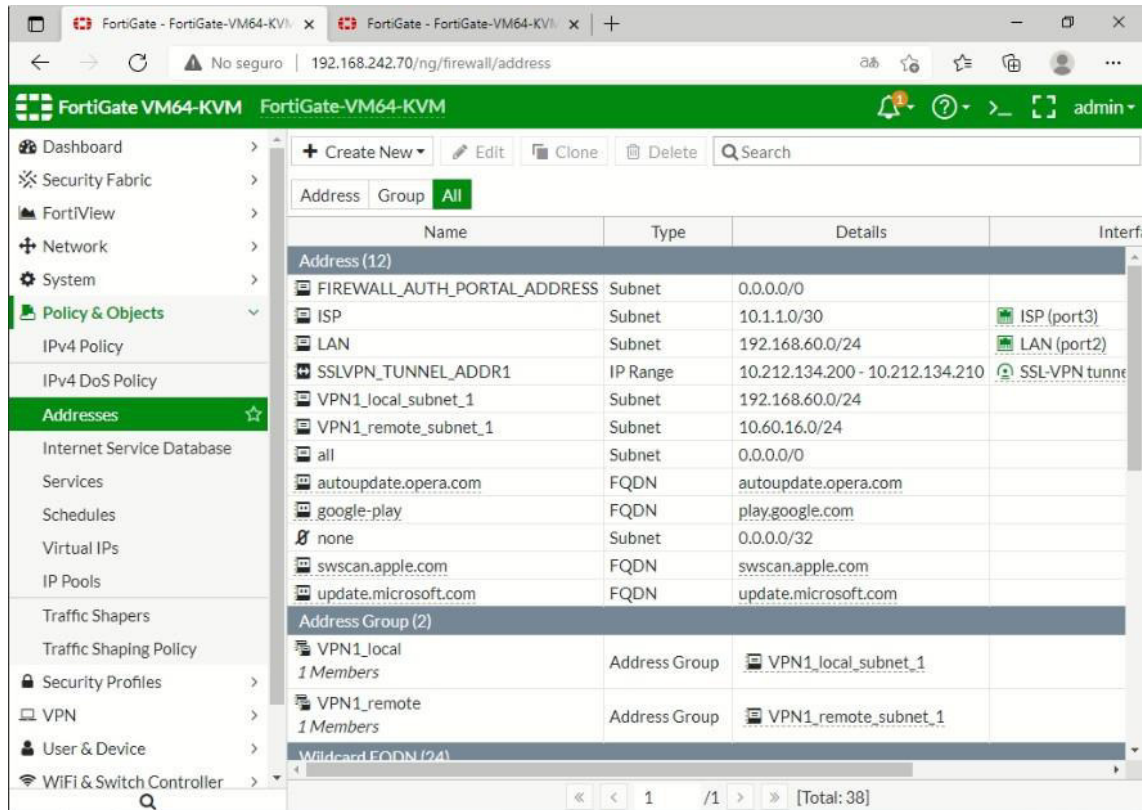 FortiGate - FortiGate-VM64-KVM
FortiGate - FortiGate-VM64-KVM
No seguro | 192.168.242.70/ng/firewall/address
FortiGate VM64-KVM FortiGate-VM64-KVM
1
admin
Dashboard
Security Fabric
FortiView
Network
System
Policy & Objects
IPv4 Policy
IPv4 DoS Policy
Addresses
Internet Service Database
Services
Schedules
Virtual IPs
IP Pools
Traffic Shapers
Traffic Shaping Policy
Security Profiles
VPN
User & Device
WiFi & Switch Controller
+ Create New Edit Clone Delete Search
Address Group All
Name Type Details Interf
Address (12)
FIREWALL_AUTH_PORTAL_ADDRESS Subnet 0.0.0.0/0
ISP Subnet 10.1.1.0/30 ISP (port3)
LAN Subnet 192.168.60.0/24 LAN (port2)
SSLVPN_TUNNEL_ADDR1 IP Range 10.212.134.200 - 10.212.134.210 SSL-VPN tunne
VPN1_local_subnet_1 Subnet 192.168.60.0/24
VPN1_remote_subnet_1 Subnet 10.60.16.0/24
all Subnet 0.0.0.0/0
autoupdate.opera.com FQDN autoupdate.opera.com
google-play FQDN play.google.com
none Subnet 0.0.0.0/32
swscan.apple.com FQDN swscan.apple.com
update.microsoft.com FQDN update.microsoft.com
Address Group (2)
VPN1_local
1 Members
Address Group VPN1_local_subnet_1
VPN1_remote
1 Members
Address Group VPN1_remote_subnet_1
Wildcard FQDN (24)
1 /1 [Total: 38]